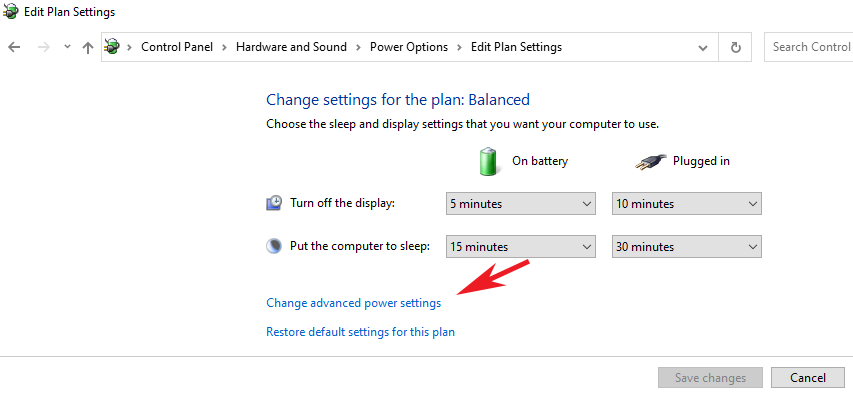 Edit Plan Settings
Control Panel > Hardware and Sound > Power Options > Edit Plan Settings
Search Control
Change settings for the plan: Balanced
Choose the sleep and display settings that you want your computer to use.
On battery Plugged in
Turn off the display: 5 minutes 10 minutes
Put the computer to sleep: 15 minutes 30 minutes
Change advanced power settings
Restore default settings for this plan
Save changes Cancel